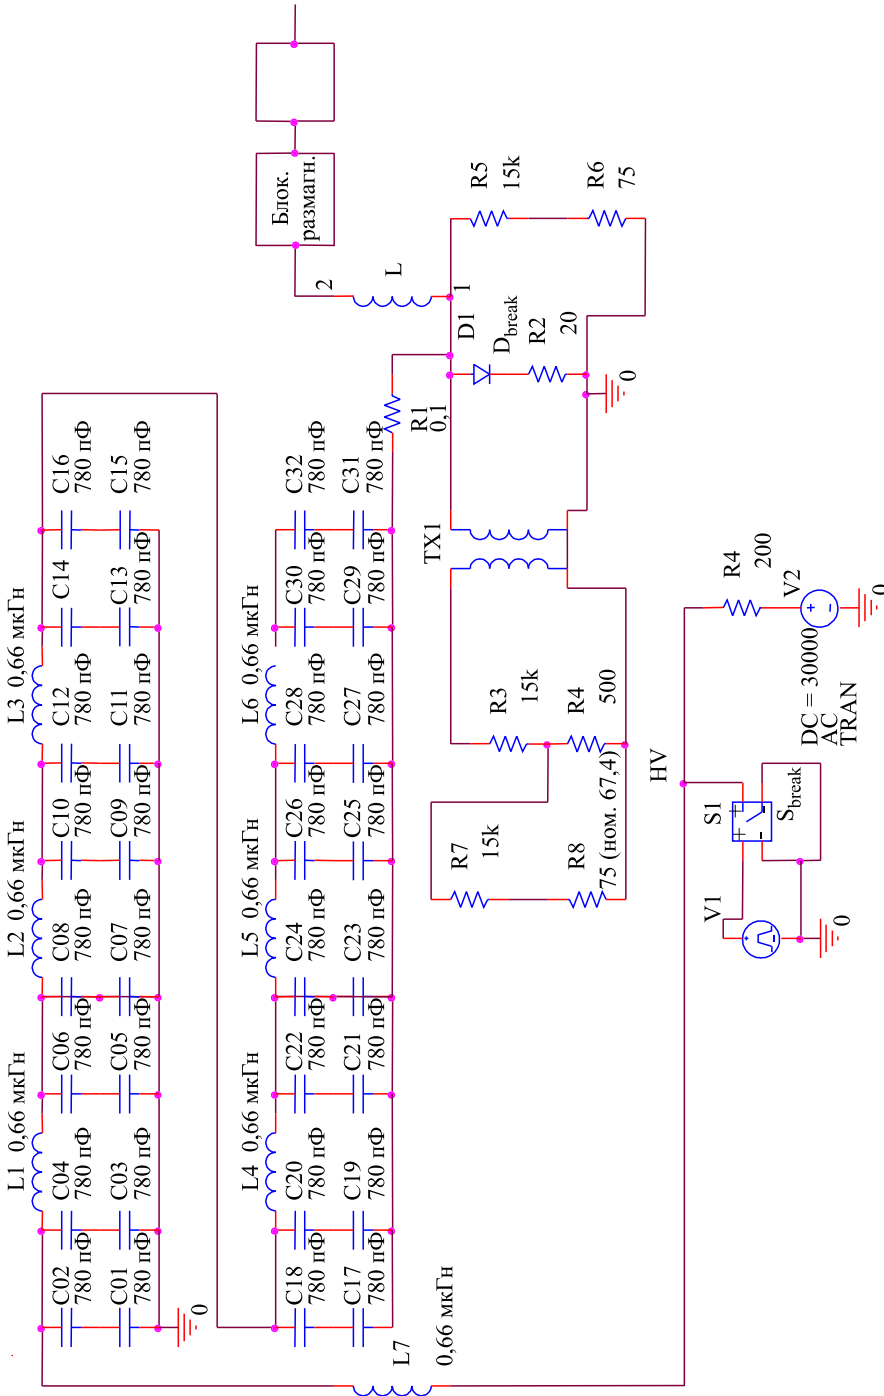 Блок.
размагн.
2
L
1
R5
15k
R6
75
D1
D_break
R2
20
0
R1
0,1
TX1
C16
780 пФ
C15
780 пФ
C14
780 пФ
C13
780 пФ
L3 0,66 мкГн
C12
780 пФ
C11
780 пФ
C10
780 пФ
C09
780 пФ
L2 0,66 мкГн
C08
780 пФ
C07
780 пФ
C06
780 пФ
C05
780 пФ
L1 0,66 мкГн
C04
780 пФ
C03
780 пФ
C02
780 пФ
C01
780 пФ
0
C32
780 пФ
C31
780 пФ
C30
780 пФ
C29
780 пФ
L6 0,66 мкГн
C28
780 пФ
C27
780 пФ
C26
780 пФ
C25
780 пФ
L5 0,66 мкГн
C24
780 пФ
C23
780 пФ
C22
780 пФ
C21
780 пФ
L4 0,66 мкГн
C20
780 пФ
C19
780 пФ
C18
780 пФ
C17
780 пФ
L7
0,66 мкГн
R3
15k
R4
500
R7
15k
R8
75 (ном. 67,4)
HV
R4
200
V2
DC = 30000
AC
TRAN
0
S1
S_break
V1
0